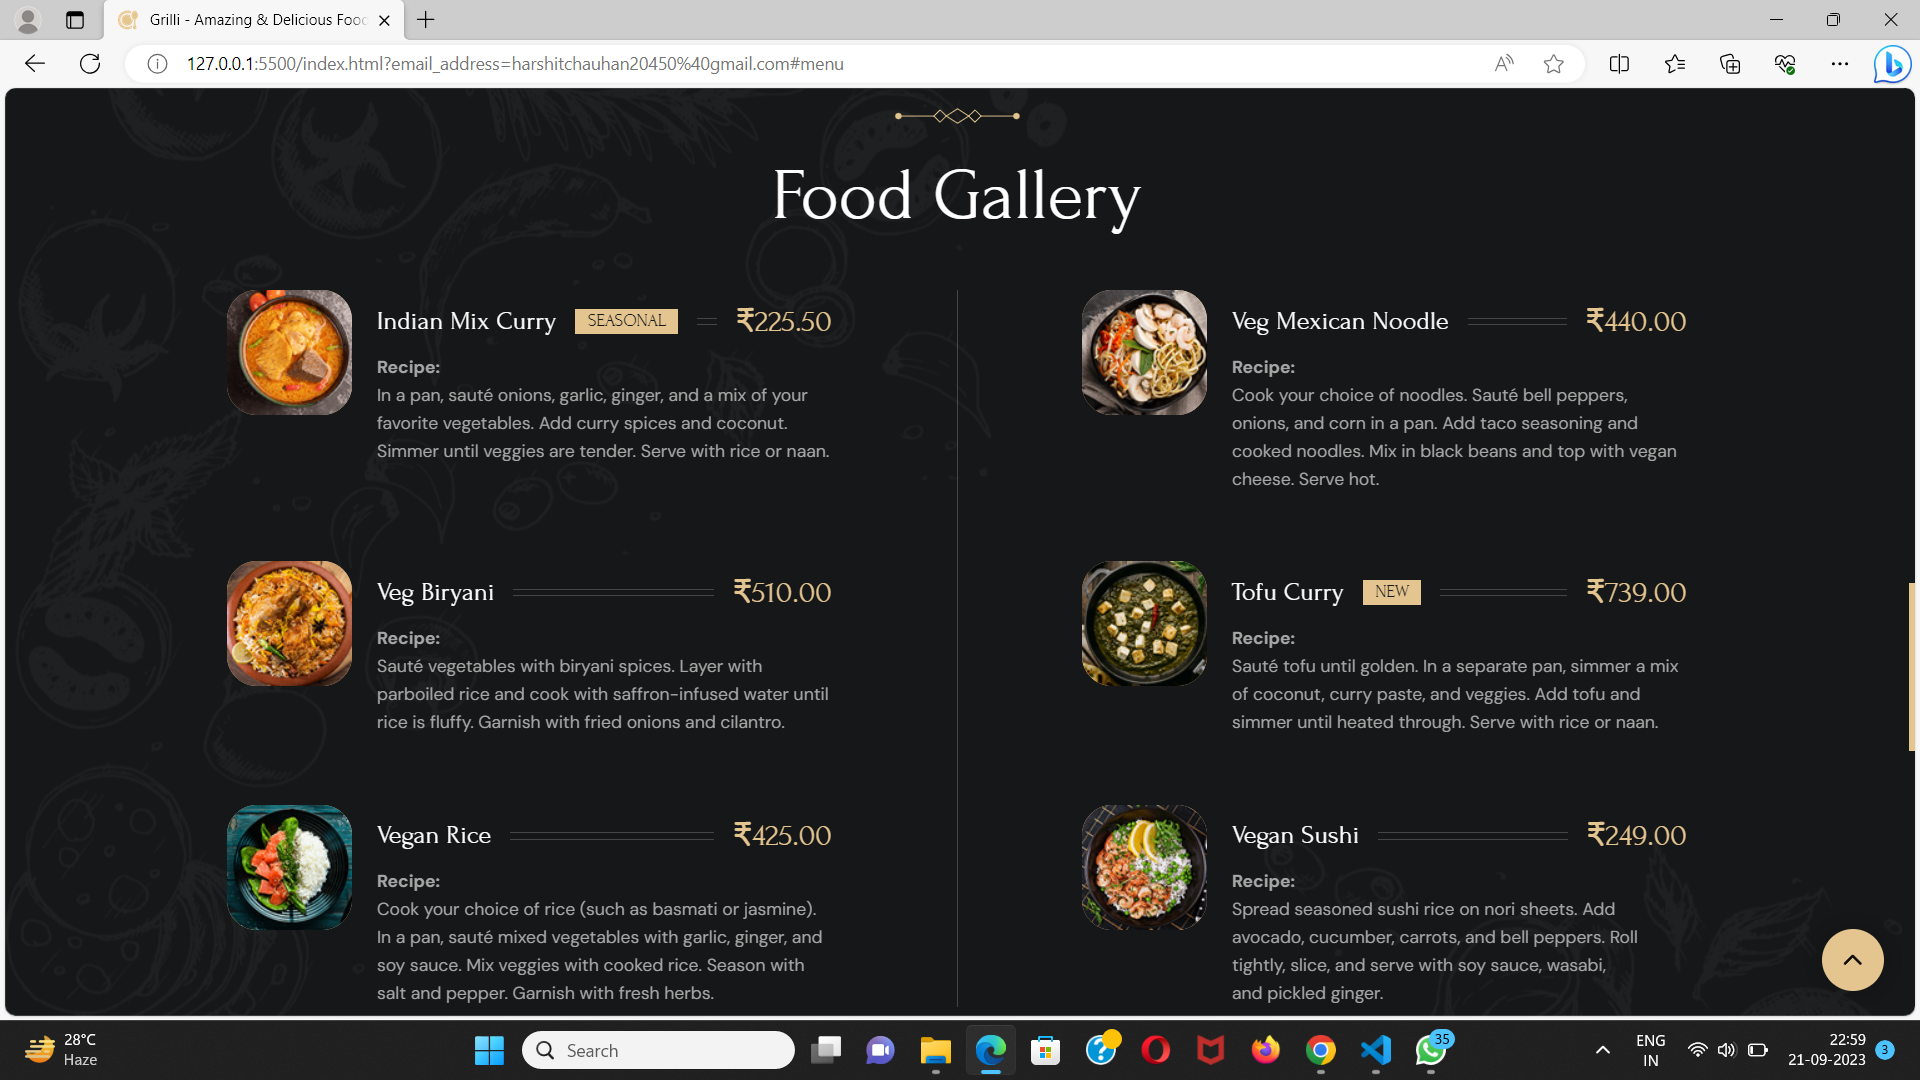 Grilli - Amazing & Delicious Food
127.0.0.1:5500/index.html?email_address=harshitchauhan20450%40gmail.com#menu
Food Gallery
Indian Mix Curry SEASONAL ₹225.50
Recipe:
In a pan, sauté onions, garlic, ginger, and a mix of your
favorite vegetables. Add curry spices and coconut.
Simmer until veggies are tender. Serve with rice or naan.
Veg Mexican Noodle ₹440.00
Recipe:
Cook your choice of noodles. Sauté bell peppers,
onions, and corn in a pan. Add taco seasoning and
cooked noodles. Mix in black beans and top with vegan
cheese. Serve hot.
Veg Biryani ₹510.00
Recipe:
Sauté vegetables with biryani spices. Layer with
parboiled rice and cook with saffron-infused water until
rice is fluffy. Garnish with fried onions and cilantro.
Tofu Curry NEW ₹739.00
Recipe:
Sauté tofu until golden. In a separate pan, simmer a mix
of coconut, curry paste, and veggies. Add tofu and
simmer until heated through. Serve with rice or naan.
Vegan Rice ₹425.00
Recipe:
Cook your choice of rice (such as basmati or jasmine).
In a pan, sauté mixed vegetables with garlic, ginger, and
soy sauce. Mix veggies with cooked rice. Season with
salt and pepper. Garnish with fresh herbs.
Vegan Sushi ₹249.00
Recipe:
Spread seasoned sushi rice on nori sheets. Add
avocado, cucumber, carrots, and bell peppers. Roll
tightly, slice, and serve with soy sauce, wasabi,
and pickled ginger.
28°C
Haze
Search
35
ENG
IN
22:59
21-09-2023
3